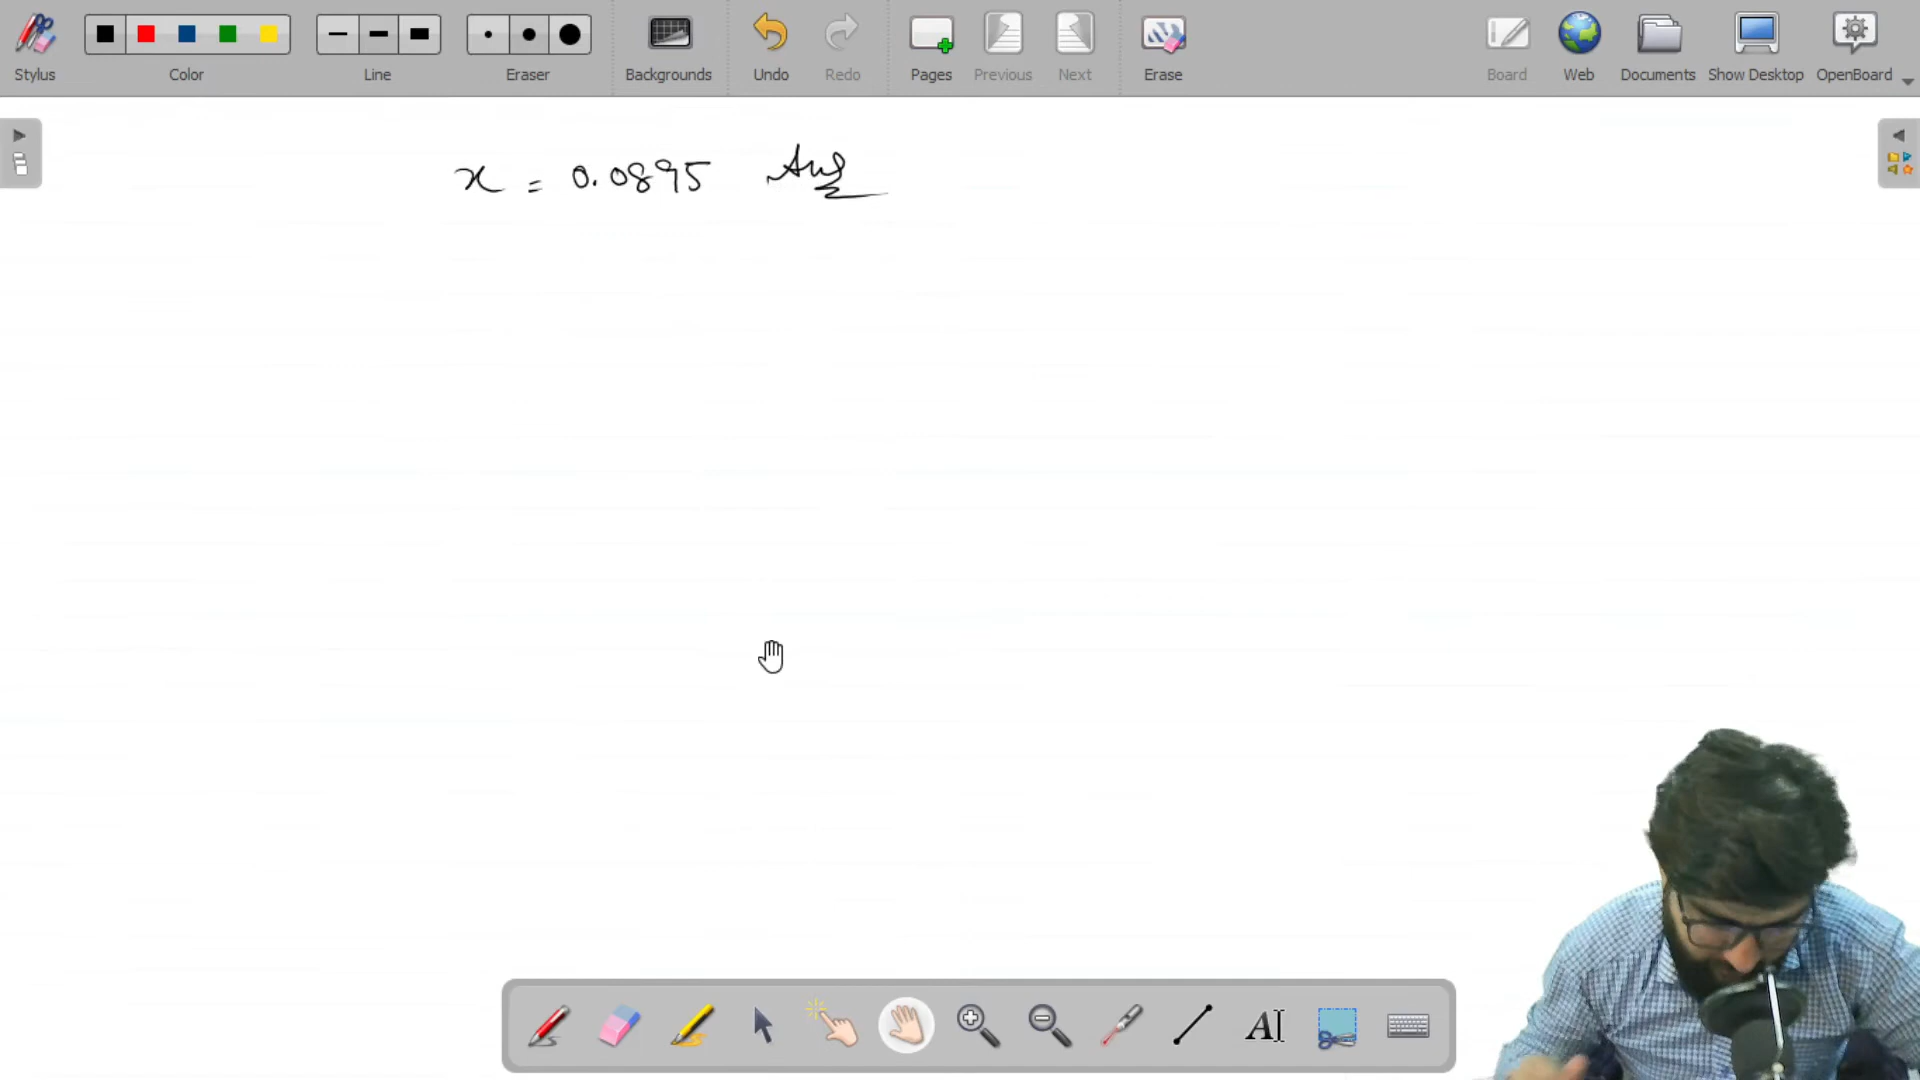 Stylus
Color
Line
Eraser
Backgrounds
Undo
Redo
Pages
Previous
Next
Erase
Board
Web
Documents
Show Desktop
OpenBoard
x = 0.0895 Ans